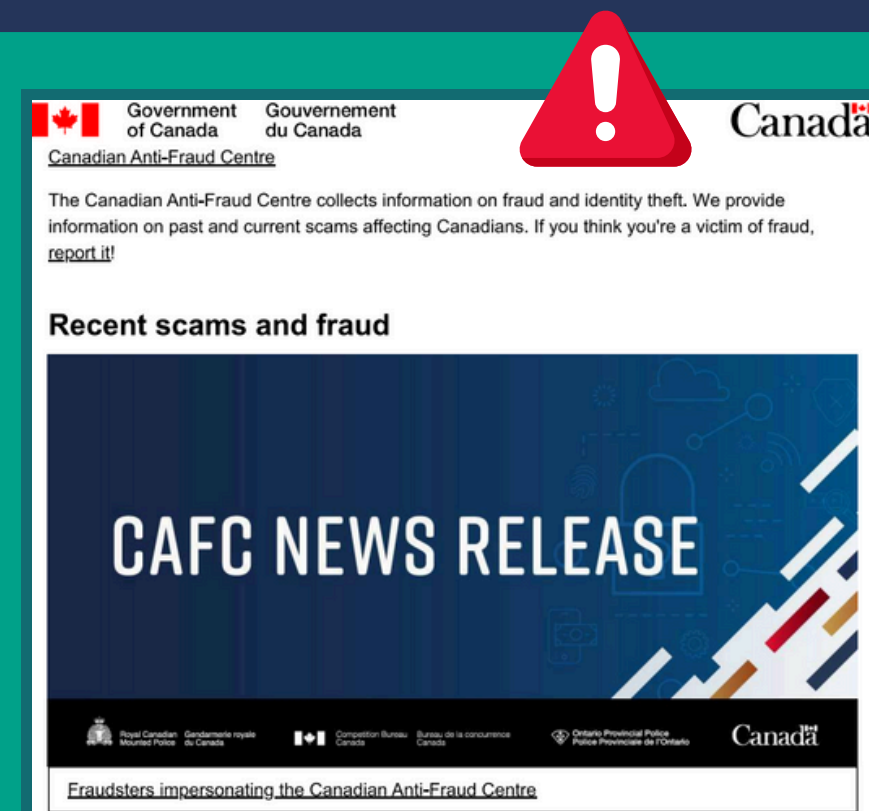 Government Gouvernement
of Canada du Canada
Canada
Canadian Anti-Fraud Centre
The Canadian Anti-Fraud Centre collects information on fraud and identity theft. We provide
information on past and current scams affecting Canadians. If you think you're a victim of fraud,
report it!
Recent scams and fraud
CAFC NEWS RELEASE
Royal Canadian Gendarmerie royale
Mounted Police du Canada
Competition Bureau Bureau de la concurrence
Canada Canada
Ontario Provincial Police
Police Provinciale de l'Ontario
Canada
Fraudsters impersonating the Canadian Anti-Fraud Centre